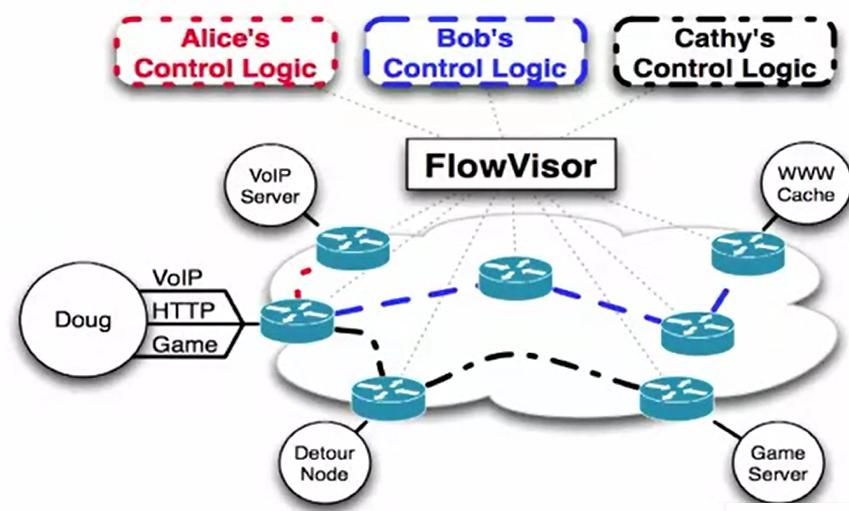 Alice's
Control Logic
Bob's
Control Logic
Cathy's
Control Logic
FlowVisor
VoIP
Server
WWW
Cache
Doug
VoIP
HTTP
Game
Detour
Node
Game
Server